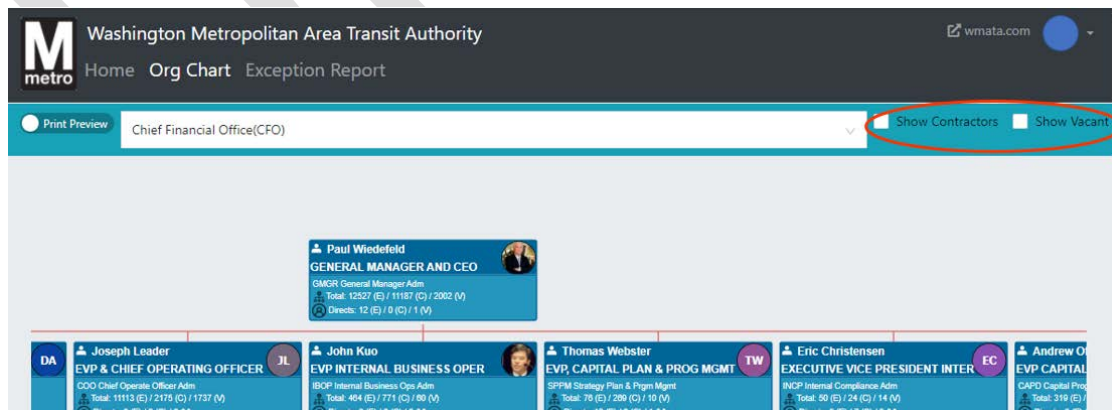 Washington Metropolitan Area Transit Authority
wmata.com
M
metro
Home Org Chart Exception Report
Print Preview
Chief Financial Office(CFO)
Show Contractors
Show Vacant
Paul Wiedefeld
GENERAL MANAGER AND CEO
GMGR General Manager Adm
Total: 12527 (E) / 11187 (C) / 2002 (V)
Directs: 12 (E) / 0 (C) / 1 (V)
DA
Joseph Leader
JL
EVP & CHIEF OPERATING OFFICER
COO Chief Operate Officer Adm
Total: 11113 (E) / 2175 (C) / 1737 (V)
John Kuo
EVP INTERNAL BUSINESS OPER
IBOP Internal Business Ops Adm
Total: 464 (E) / 771 (C) / 60 (V)
Thomas Webster
TW
EVP, CAPITAL PLAN & PROG MGMT
SPPM Strategy Plan & Prgm Mgmt
Total: 76 (E) / 269 (C) / 10 (V)
Eric Christensen
EC
EXECUTIVE VICE PRESIDENT INTER
INCP Internal Compliance Adm
Total: 50 (E) / 24 (C) / 14 (V)
Andrew
EVP CAPITAL
CAPD Capital
Total: 319 (E) /